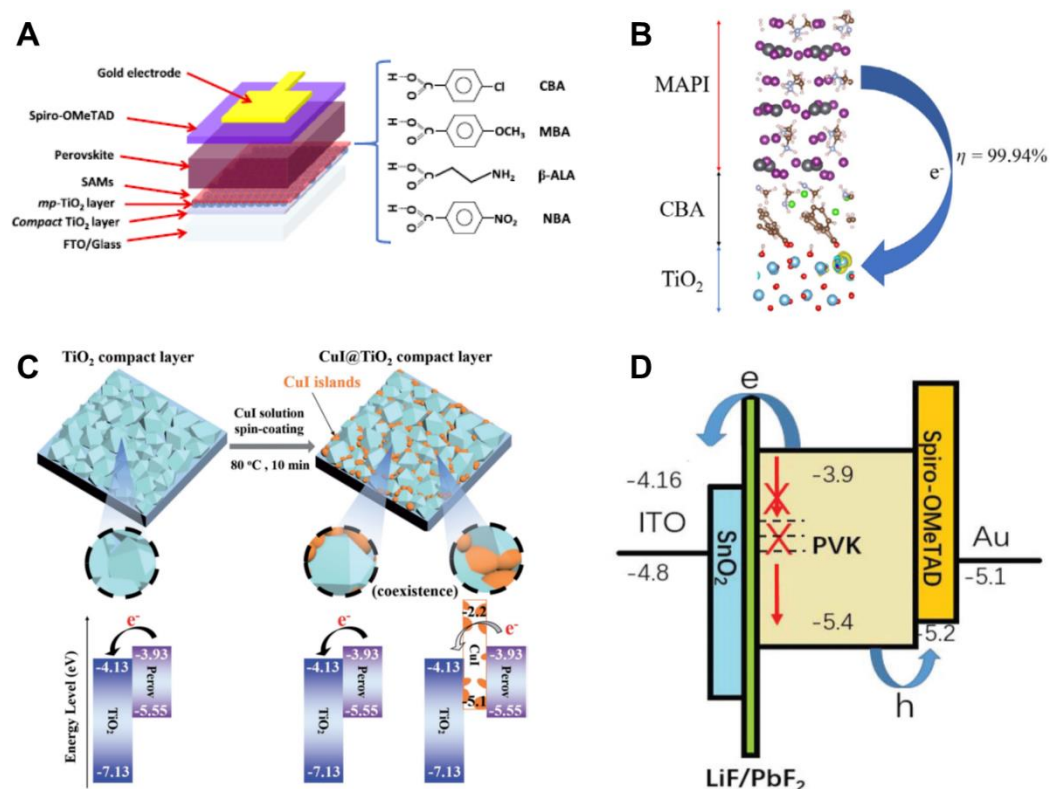 A
Gold electrode
Spiro-OMeTAD
Perovskite
SAMs
mp-TiO₂ layer
Compact TiO₂ layer
FTO/Glass
H O C O Cl CBA
H O C O OCH₃ MBA
H O C O NH₂ β-ALA
H O C O NO₂ NBA
B
MAPI
CBA
TiO₂
e⁻
η = 99.94%
C
TiO₂ compact layer
CuI@TiO₂ compact layer
CuI islands
CuI solution
spin-coating
80 °C , 10 min
(coexistence)
Energy Level (eV)
e⁻
-4.13
-3.93
Perov
-5.55
TiO₂
-7.13
e⁻
-4.13
-3.93
Perov
-5.55
TiO₂
-7.13
-2.2
e⁻
-4.13
CuI
-3.93
Perov
-5.1
-5.55
TiO₂
-7.13
D
e
-4.16
ITO
-4.8
SnO₂
-3.9
PVK
-5.4
Spiro-OMeTAD
Au
-5.1
-5.2
h
LiF/PbF₂